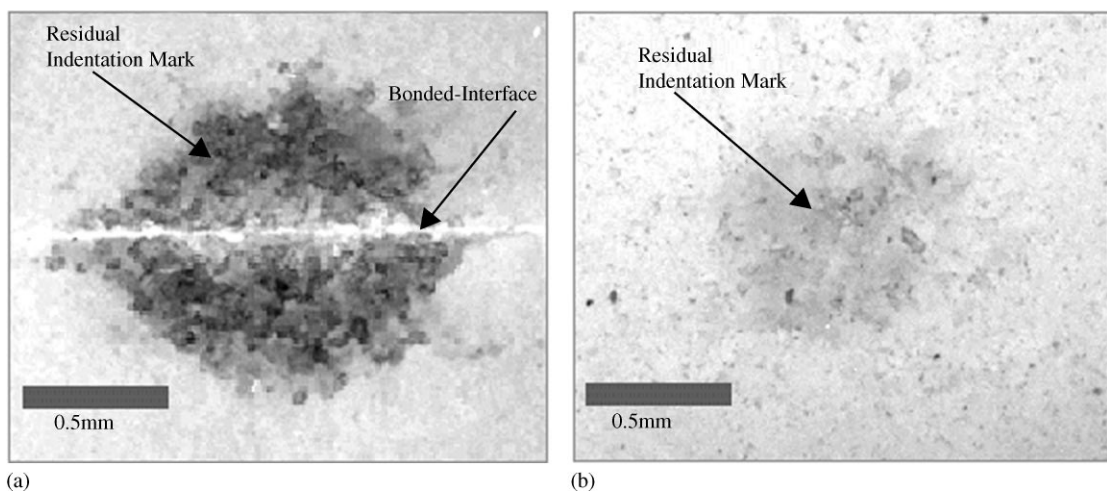 Residual
Indentation Mark
Bonded-Interface
0.5mm
(a)
Residual
Indentation Mark
0.5mm
(b)